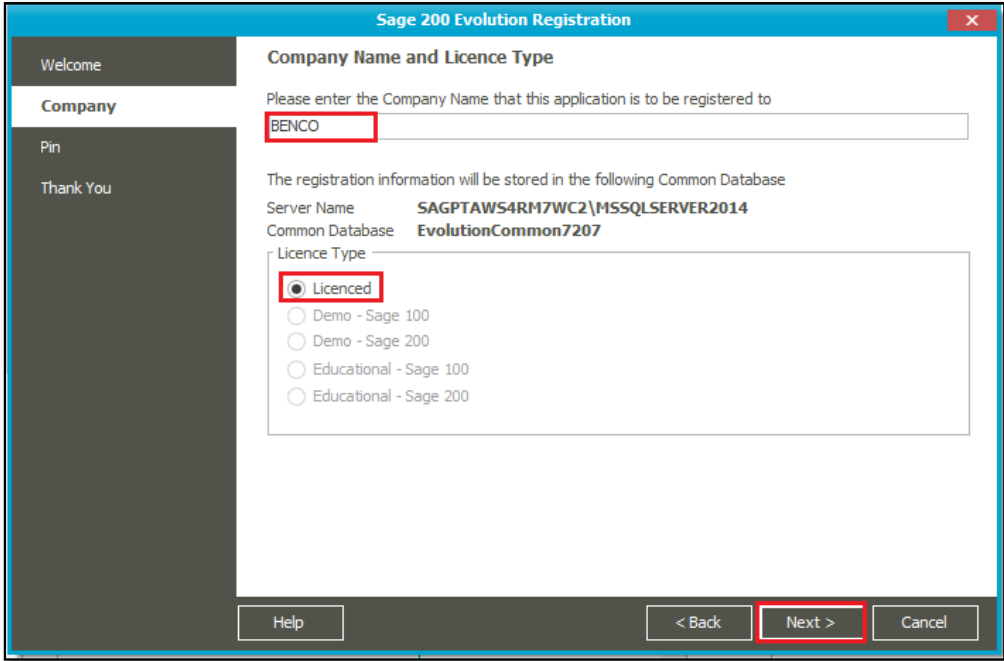 Sage 200 Evolution Registration
Welcome
Company
Pin
Thank You
Company Name and Licence Type
Please enter the Company Name that this application is to be registered to
BENCO
The registration information will be stored in the following Common Database
Server Name SAGPTAWS4RM7WC2\MSSQLSERVER2014
Common Database EvolutionCommon7207
Licence Type
Licenced
Demo - Sage 100
Demo - Sage 200
Educational - Sage 100
Educational - Sage 200
Help
< Back
Next >
Cancel